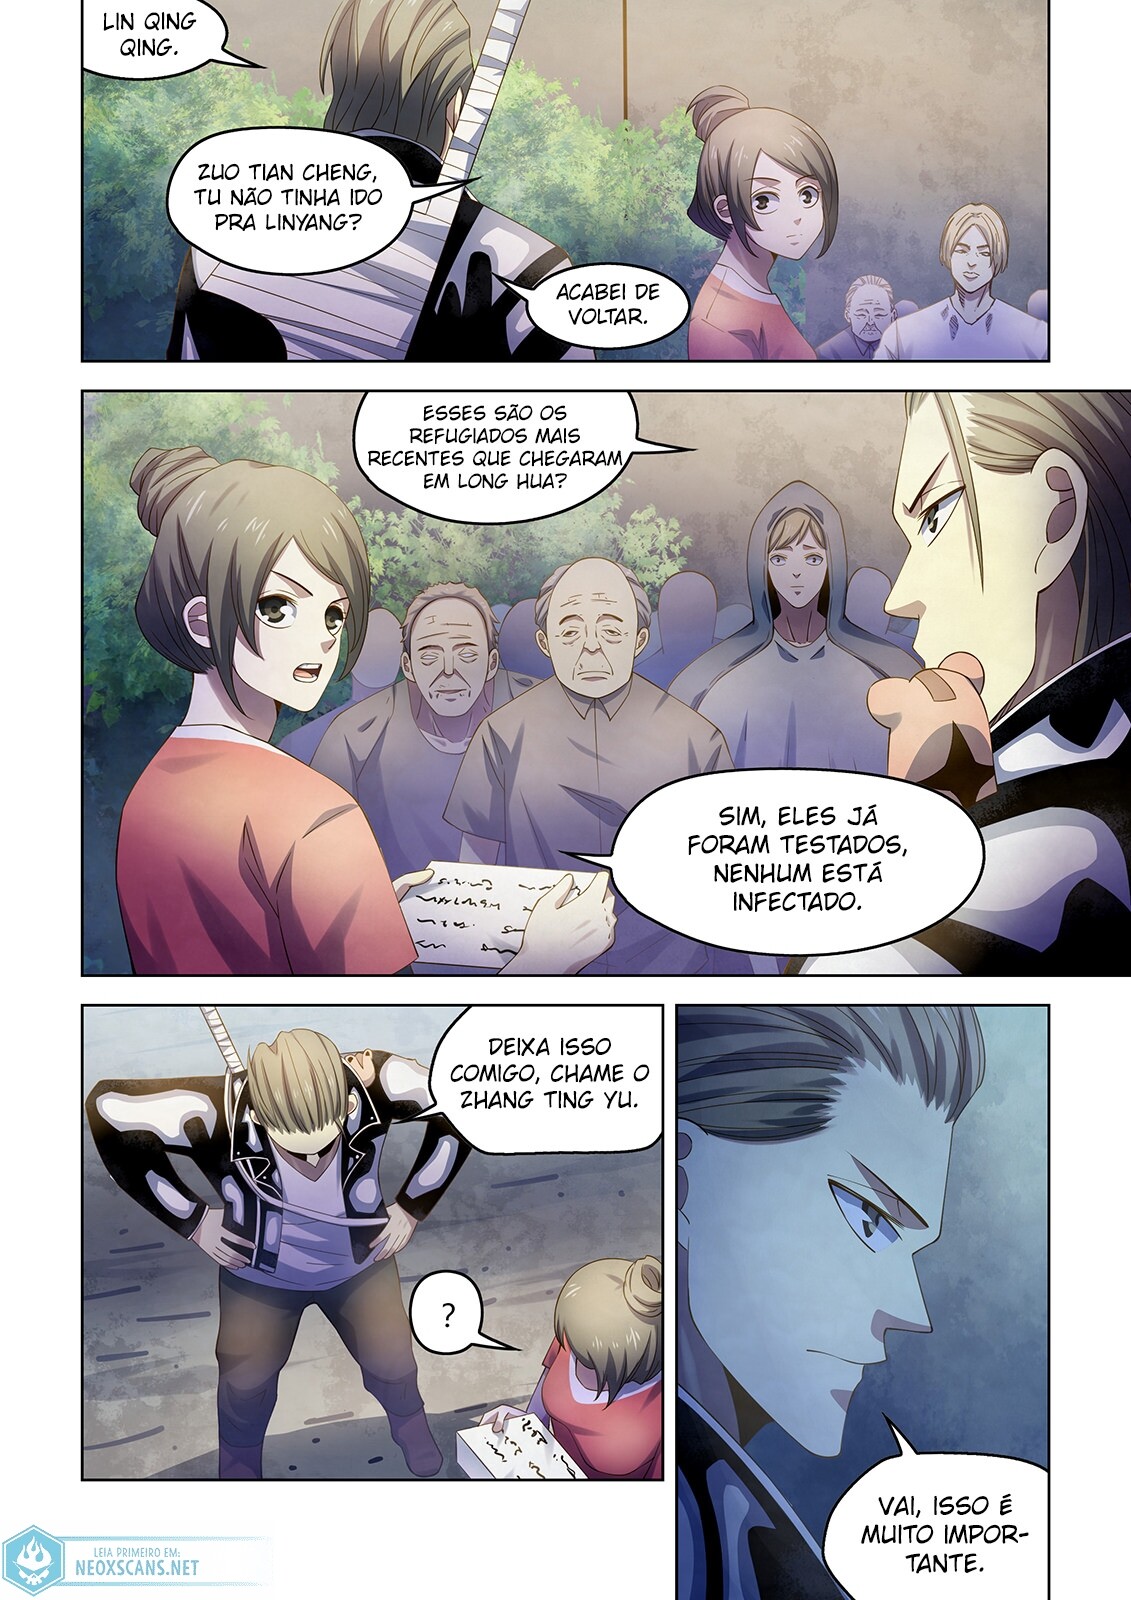 LIN QING
QING.
ZUO TIAN CHENG,
TU NÃO TINHA IDO
PRA LINYANG?
ACABEI DE
VOLTAR.
ESSES SÃO OS
REFUGIADOS MAIS
RECENTES QUE CHEGARAM
EM LONG HUA?
SIM, ELES JÁ
FORAM TESTADOS,
NENHUM ESTÁ
INFECTADO.
DEIXA ISSO
COMIGO, CHAME O
ZHANG TING YU.
?
VAI, ISSO É
MUITO IMPOR-
TANTE.
LEIA PRIMEIRO EM:
NEOXSCANS.NET